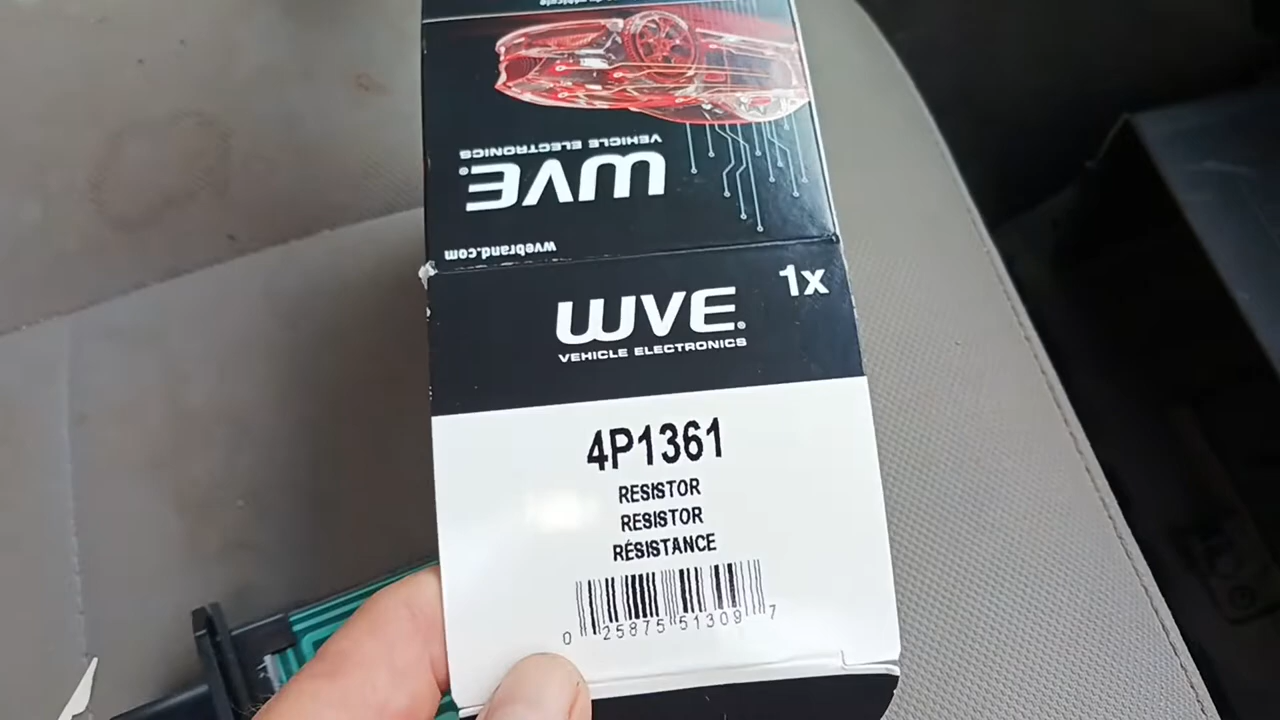 VEHICLE ELECTRONICS
WVE®
wvebrand.com
1x
WVE®
VEHICLE ELECTRONICS
4P1361
RESISTOR
RESISTOR
RÉSISTANCE
0 25875 51309 7